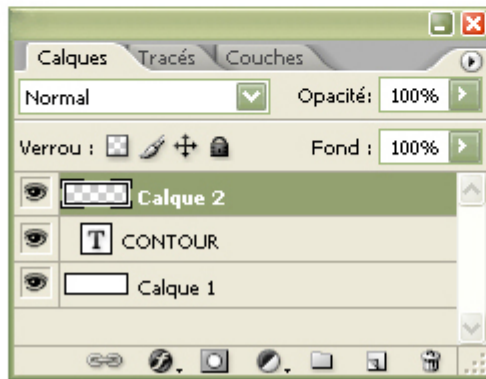 Calques Tracés Couches
Normal Opacité: 100%
Verrou : Fond : 100%
Calque 2
T CONTOUR
Calque 1